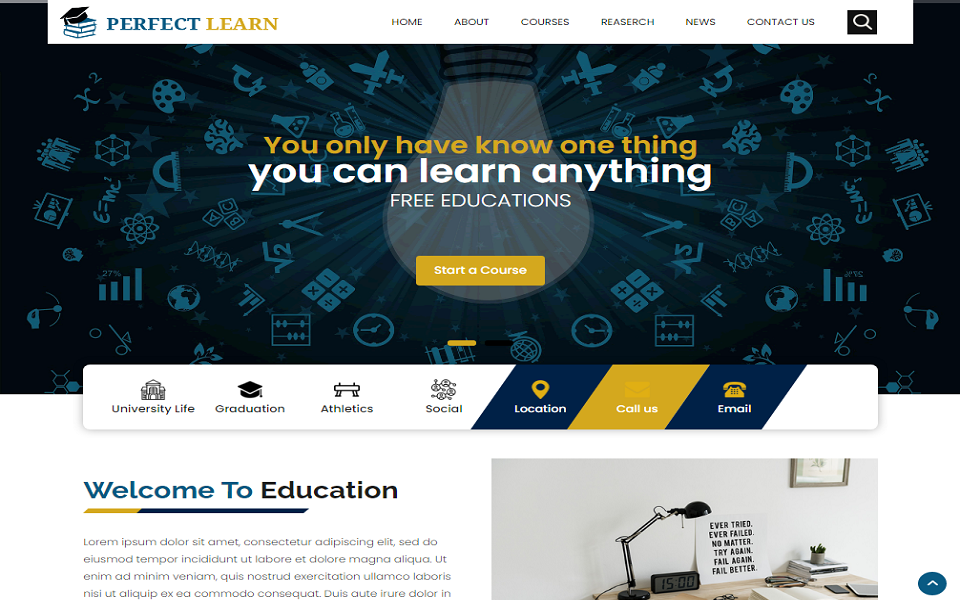 PERFECT LEARN
HOME ABOUT COURSES REASERCH NEWS CONTACT US
You only have know one thing
you can learn anything
FREE EDUCATIONS
Start a Course
27%
University Life Graduation Athletics Social Location Call us Email
Welcome To Education
Lorem ipsum dolor sit amet, consectetur adipiscing elit, sed do
eiusmod tempor incididunt ut labore et dolore magna aliqua. Ut
enim ad minim veniam, quis nostrud exercitation ullamco laboris
nisi ut aliquip ex ea commodo consequat. Duis aute irure dolor in
EVER TRIED.
EVER FAILED.
NO MATTER.
TRY AGAIN.
FAIL AGAIN.
FAIL BETTER.
15:00